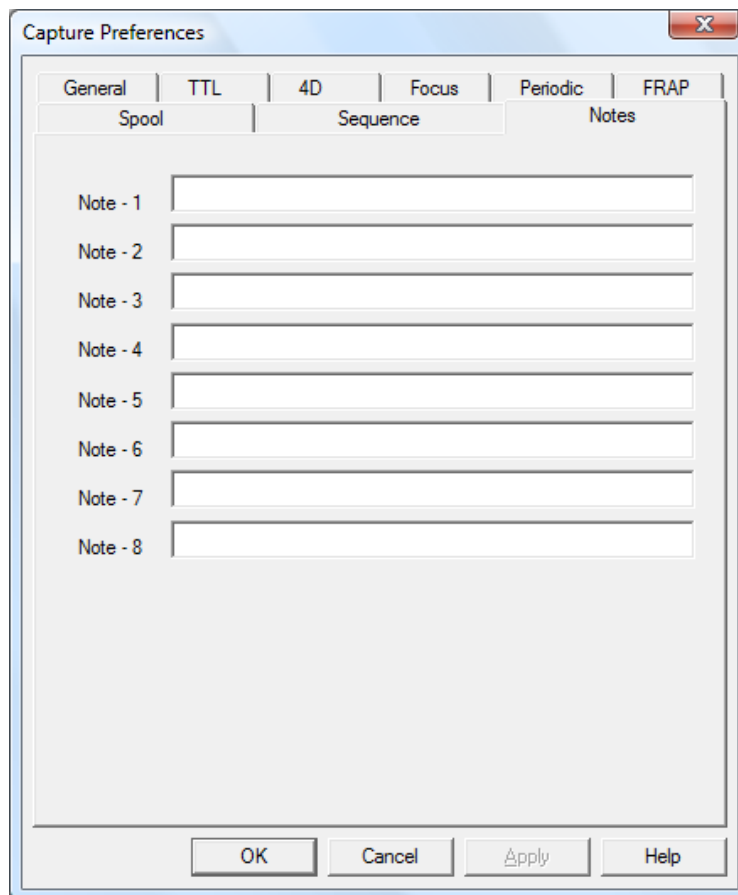 Capture Preferences
X
General TTL 4D Focus Periodic FRAP
Spool Sequence Notes
Note - 1
Note - 2
Note - 3
Note - 4
Note - 5
Note - 6
Note - 7
Note - 8
OK Cancel Apply Help